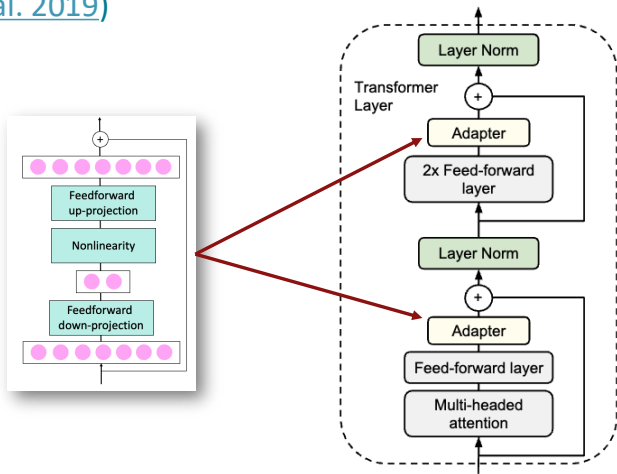 al. 2019)
+
Feedforward
up-projection
Nonlinearity
Feedforward
down-projection
Layer Norm
Transformer
Layer
+
Adapter
2x Feed-forward
layer
Layer Norm
+
Adapter
Feed-forward layer
Multi-headed
attention